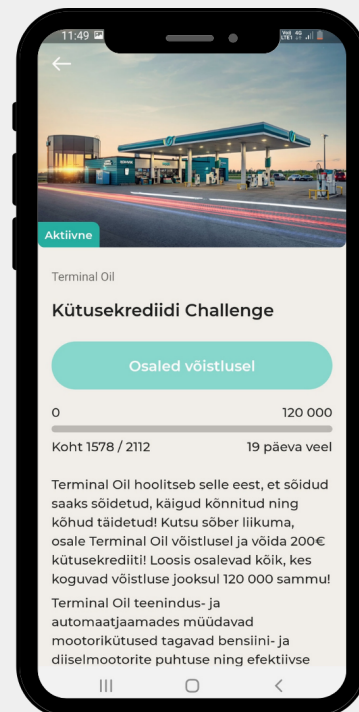 11:49
Aktiivne
Terminal Oil
Kütusekrediidi Challenge
Osaled võistlusel
0 120 000
Koht 1578 / 2112 19 päeva veel
Terminal Oil hoolitseb selle eest, et sõidud
saaks sõidetud, käigud kõnnitud ning
kõhud täidetud! Kutsu sõber liikuma,
osale Terminal Oil võistlusel ja võida 200€
kütusekrediiti! Loosis osalevad kõik, kes
koguvad võistluse jooksul 120 000 sammu!
Terminal Oil teenindus- ja
automaatjaamades müüdavad
mootorikütused tagavad bensiini- ja
diiselmootorite puhtuse ning efektiivse